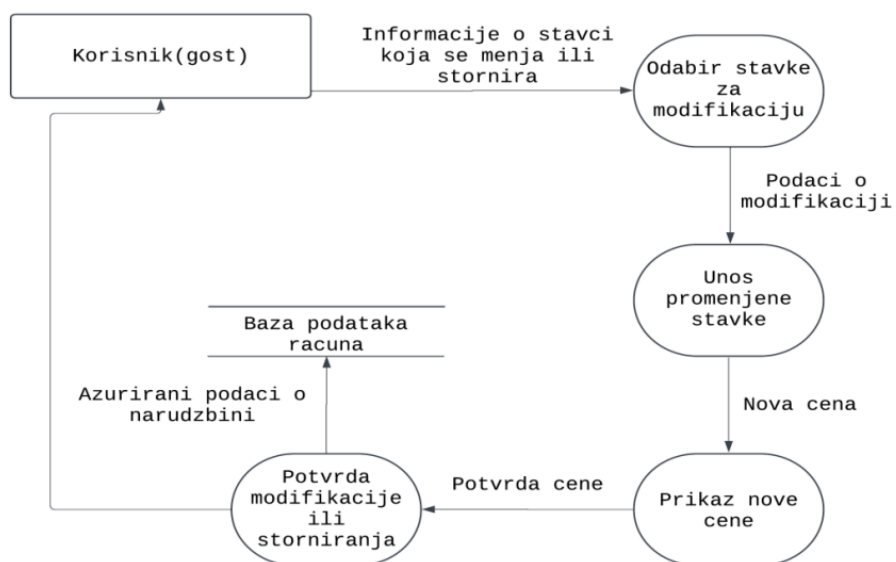 Korisnik(gost)
Informacije o stavci
koja se menja ili
stornira
Odabir stavke
za
modifikaciju
Podaci o
modifikaciji
Unos
promenjene
stavke
Baza podataka
racuna
Azurirani podaci o
narudzbini
Nova cena
Potvrda
modifikacije
ili
storniranja
Potvrda cene
Prikaz nove
cene